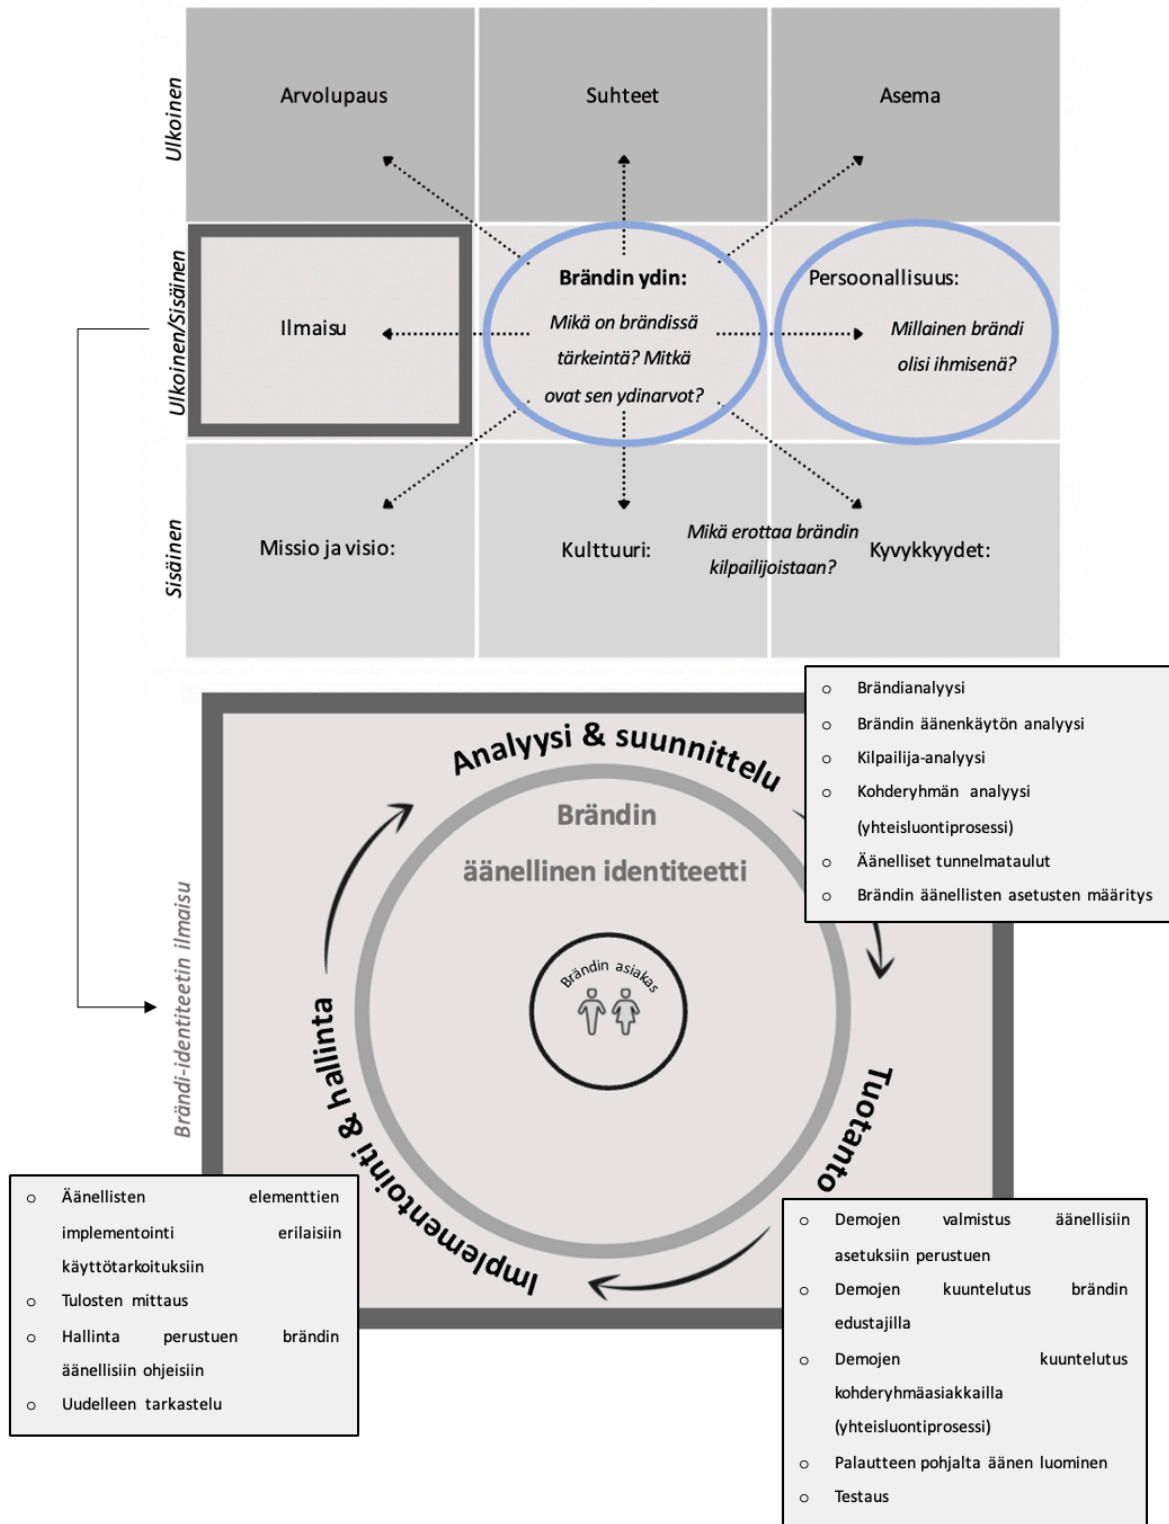 Ulkoinen
Arvolupaus
Suhteet
Asema
Ulkoinen/Sisäinen
Ilmaisu
Brändin ydin:
Mikä on brändissä
tärkeintä? Mitkä
ovat sen ydinarvot?
Persoonallisuus:
Millainen brändi
olisi ihmisenä?
Sisäinen
Missio ja visio:
Kulttuuri:
Mikä erottaa brändin
kilpailijoistaan?
Kyvykkyydet:
Brändi-identiteetin ilmaisu
Analyysi & suunnittelu
Brändin
äänellinen identiteetti
Brändin asiakas
o Brändianalyysi
o Brändin äänenkäytön analyysi
o Kilpailija-analyysi
o Kohderyhmän analyysi
(yhteisluontiprosessi)
o Äänelliset tunnelmataulut
o Brändin äänellisten asetusten määritys
Tuotanto
o Demojen valmistus äänellisiin
asetuksiin perustuen
o Demojen kuuntelutus brändin
edustajilla
o Demojen kuuntelutus
kohderyhmäasiakkailla
(yhteisluontiprosessi)
o Palautteen pohjalta äänen luominen
o Testaus
Implementointi & hallinta
o Äänellisten elementtien
implementointi erilaisiin
käyttötarkoituksiin
o Tulosten mittaus
o Hallinta perustuen brändin
äänellisiin ohjeisiin
o Uudelleen tarkastelu